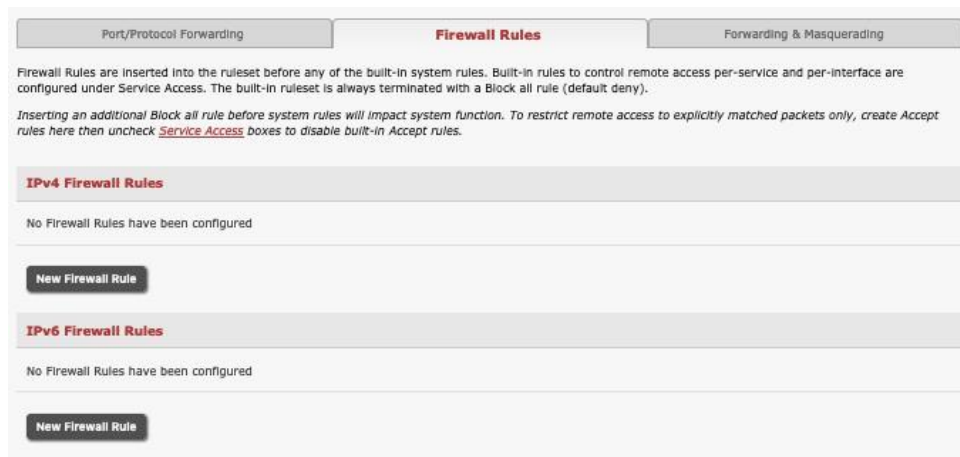 Port/Protocol Forwarding
Firewall Rules
Forwarding & Masquerading
Firewall Rules are inserted into the ruleset before any of the built-in system rules. Built-in rules to control remote access per-service and per-interface are
configured under Service Access. The built-in ruleset is always terminated with a Block all rule (default deny).
Inserting an additional Block all rule before system rules will impact system function. To restrict remote access to explicitly matched packets only, create Accept
rules here then uncheck Service Access boxes to disable built-in Accept rules.
IPv4 Firewall Rules
No Firewall Rules have been configured
New Firewall Rule
IPv6 Firewall Rules
No Firewall Rules have been configured
New Firewall Rule